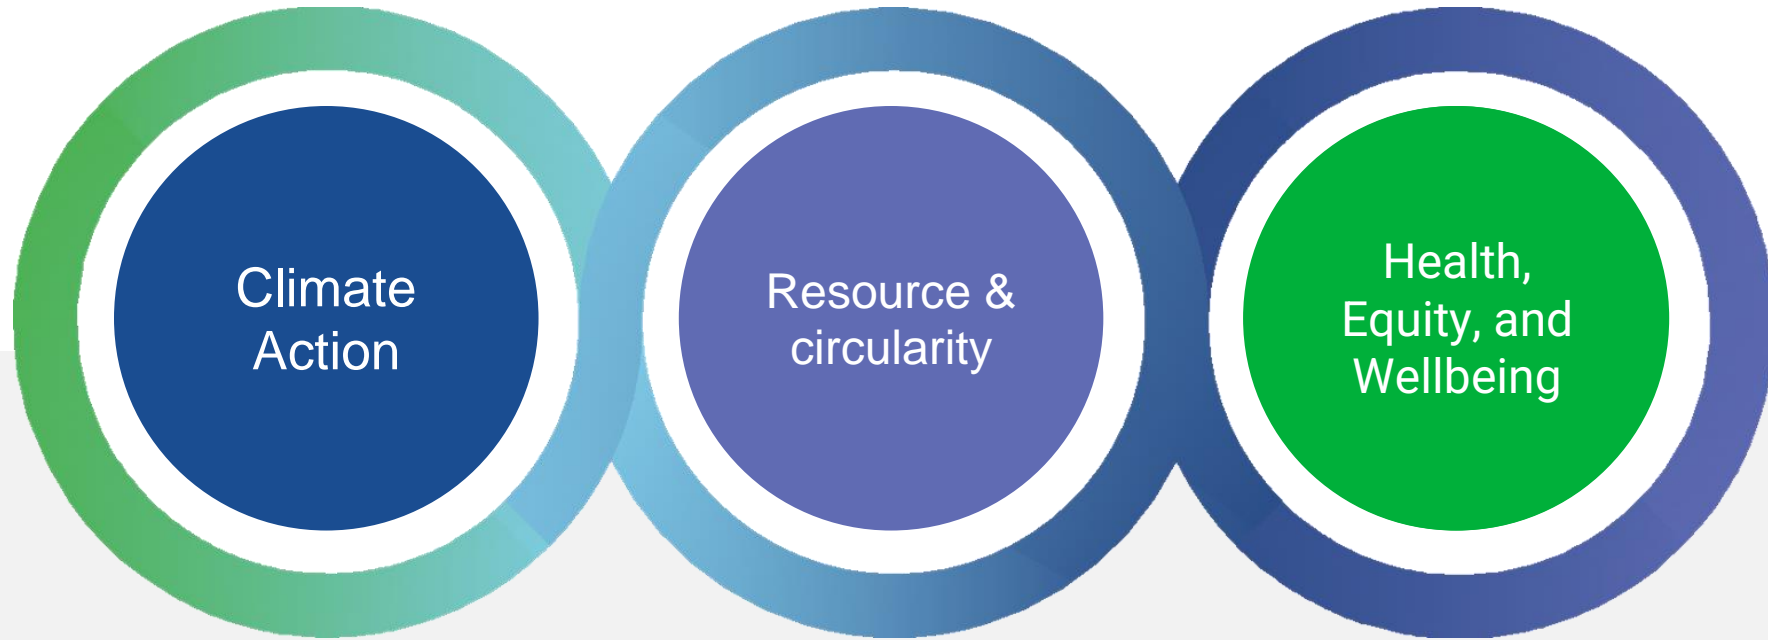 Climate
Action
Resource &
circularity
Health,
Equity, and
Wellbeing